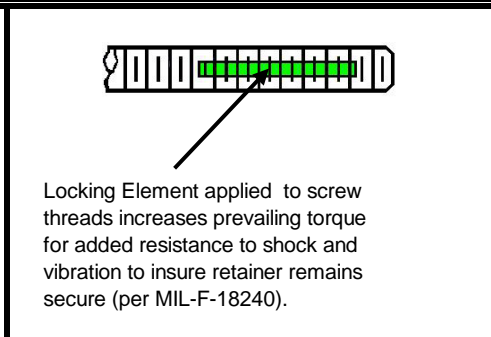 Locking Element applied to screw
threads increases prevailing torque
for added resistance to shock and
vibration to insure retainer remains
secure (per MIL-F-18240).